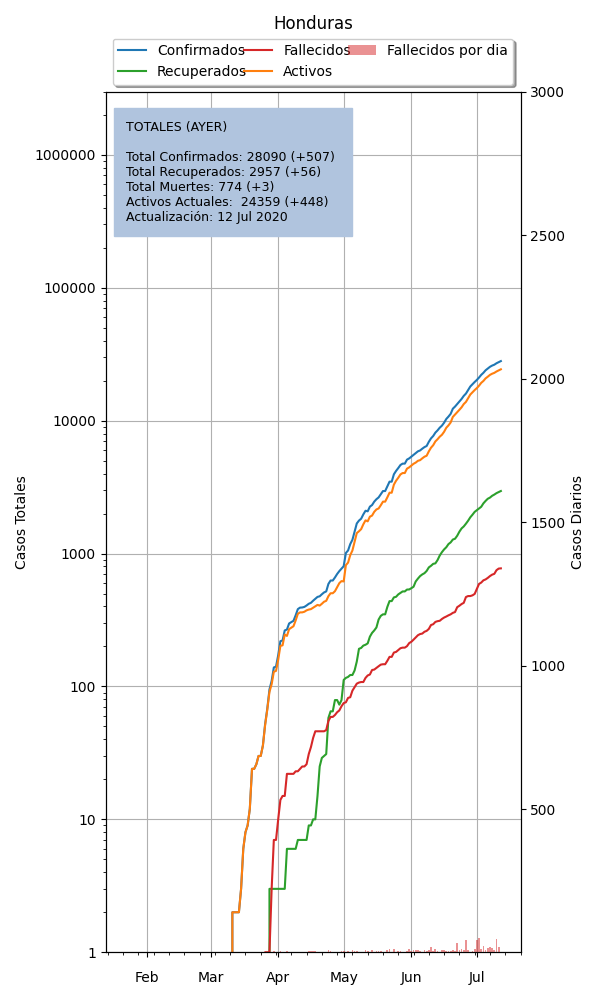 Honduras
Confirmados Fallecidos Fallecidos por dia
Recuperados Activos
TOTALES (AYER)
Total Confirmados: 28090 (+507)
Total Recuperados: 2957 (+56)
Total Muertes: 774 (+3)
Activos Actuales:  24359 (+448)
Actualización: 12 Jul 2020
Casos Totales
1000000
100000
10000
1000
100
10
1
3000
2500
2000
1500
1000
500
Casos Diarios
Feb Mar Apr May Jun Jul